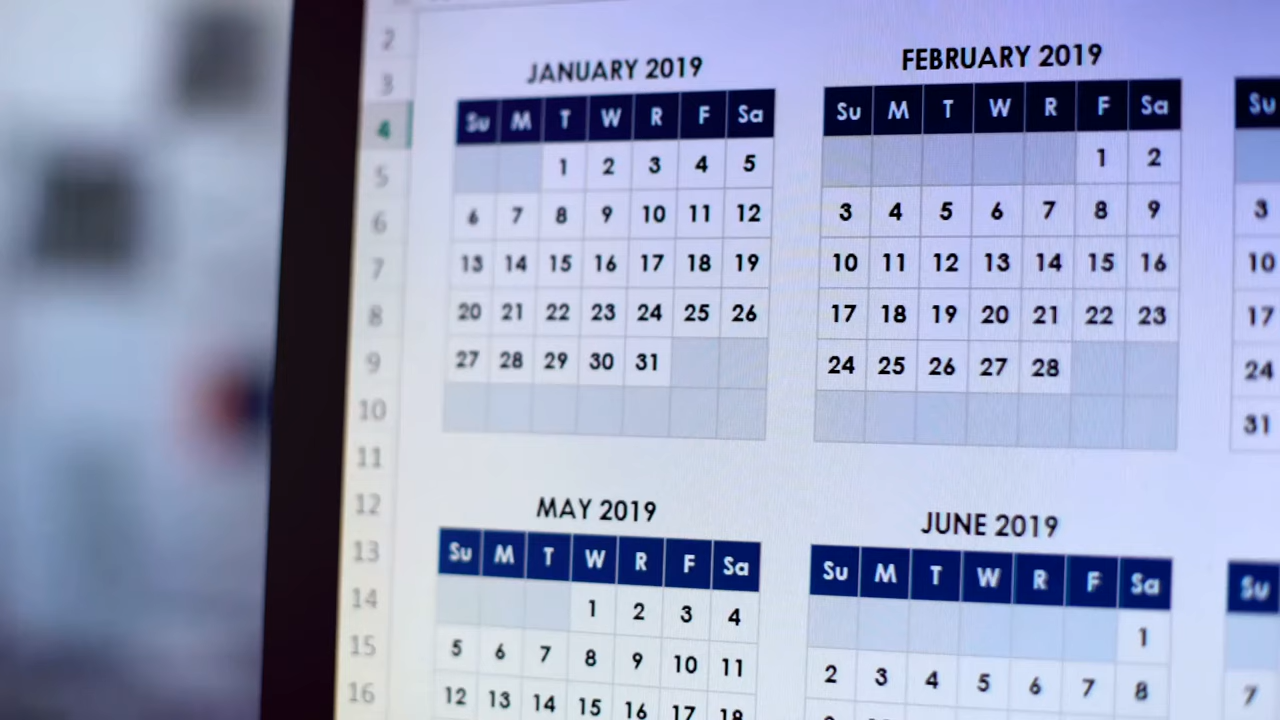 2
JANUARY 2019 FEBRUARY 2019
3
4 Su M T W R F Sa Su M T W R F Sa Su
5 1 2 3 4 5 1 2
6 6 7 8 9 10 11 12 3 4 5 6 7 8 9 3
7 13 14 15 16 17 18 19 10 11 12 13 14 15 16 10
8 20 21 22 23 24 25 26 17 18 19 20 21 22 23 17
9 27 28 29 30 31 24 25 26 27 28 24
10 31
11
12 MAY 2019 JUNE 2019
13 Su M T W R F Sa Su M T W R F Sa Su
14 1 2 3 4 1
15 5 6 7 8 9 10 11 2 3 4 5 6 7 8 7
16 12 13 14 15 16 17 18